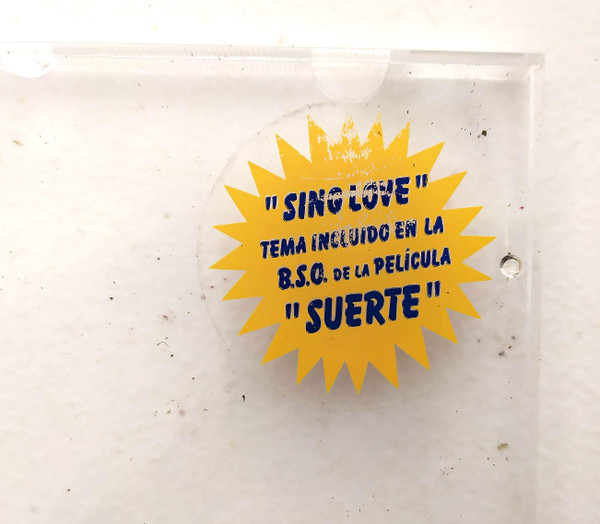 " SING LOVE "
TEMA INCLUIDO EN LA
B.S.O. DE LA PELÍCULA
" SUERTE "